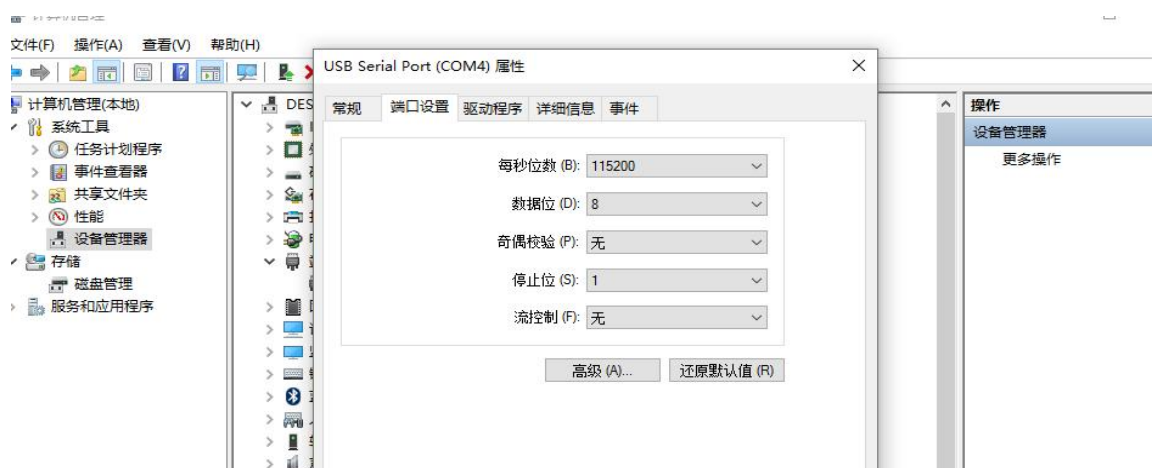 文件(F) 操作(A) 查看(V) 帮助(H)
USB Serial Port (COM4) 属性
计算机管理(本地)
系统工具
任务计划程序
事件查看器
共享文件夹
性能
设备管理器
存储
磁盘管理
服务和应用程序
DES
常规 端口设置 驱动程序 详细信息 事件
每秒位数 (B): 115200
数据位 (D): 8
奇偶校验 (P): 无
停止位 (S): 1
流控制 (F): 无
高级 (A)... 还原默认值 (R)
操作
设备管理器
更多操作